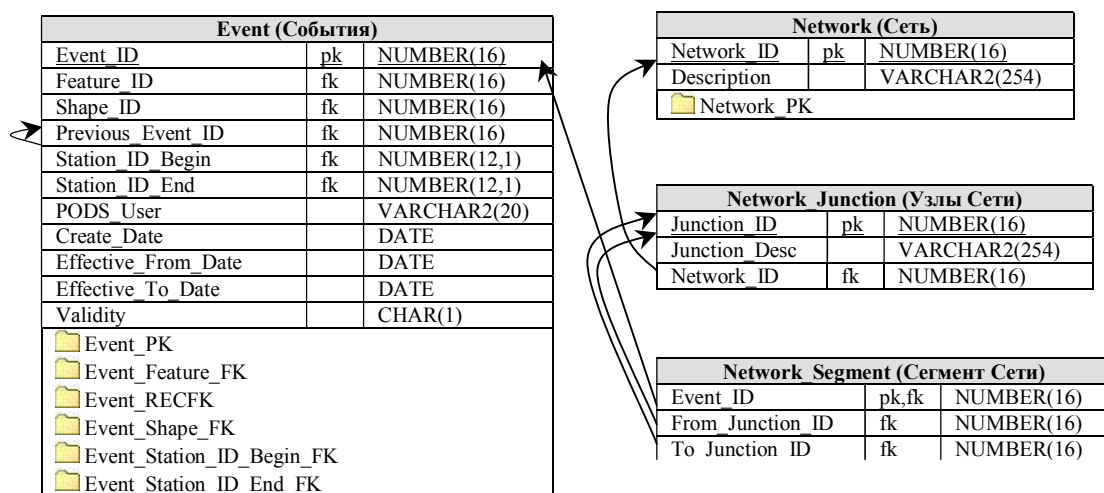 Event (События)
Event_ID pk NUMBER(16)
Feature_ID fk NUMBER(16)
Shape_ID fk NUMBER(16)
Previous_Event_ID fk NUMBER(16)
Station_ID_Begin fk NUMBER(12,1)
Station_ID_End fk NUMBER(12,1)
PODS_User VARCHAR2(20)
Create_Date DATE
Effective_From_Date DATE
Effective_To_Date DATE
Validity CHAR(1)
Event_PK
Event_Feature_FK
Event_RECFK
Event_Shape_FK
Event_Station_ID_Begin_FK
Event_Station_ID_End_FK
Network (Сеть)
Network_ID pk NUMBER(16)
Description VARCHAR2(254)
Network_PK
Network_Junction (Узлы Сети)
Junction_ID pk NUMBER(16)
Junction_Desc VARCHAR2(254)
Network_ID fk NUMBER(16)
Network_Segment (Сегмент Сети)
Event_ID pk,fk NUMBER(16)
From_Junction_ID fk NUMBER(16)
To_Junction_ID fk NUMBER(16)